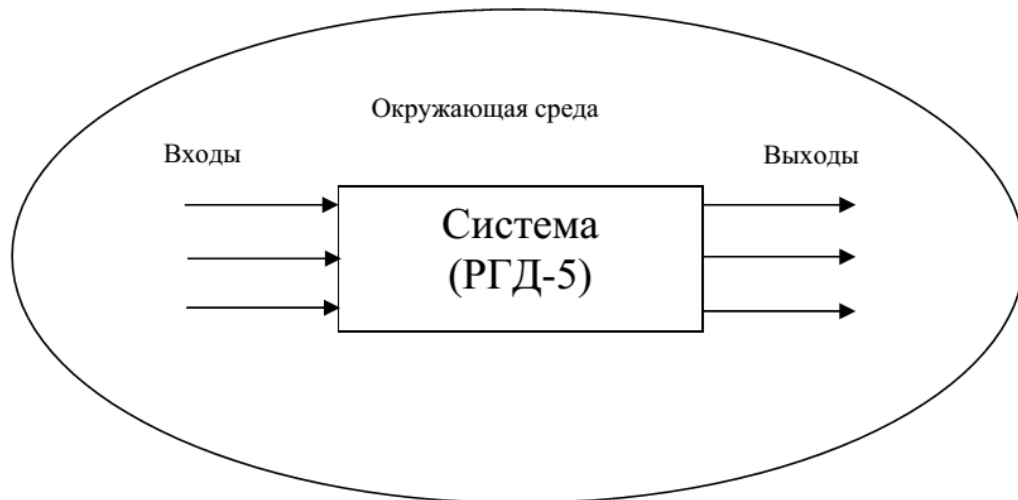 Окружающая среда
Входы
Выходы
Система
(РГД-5)